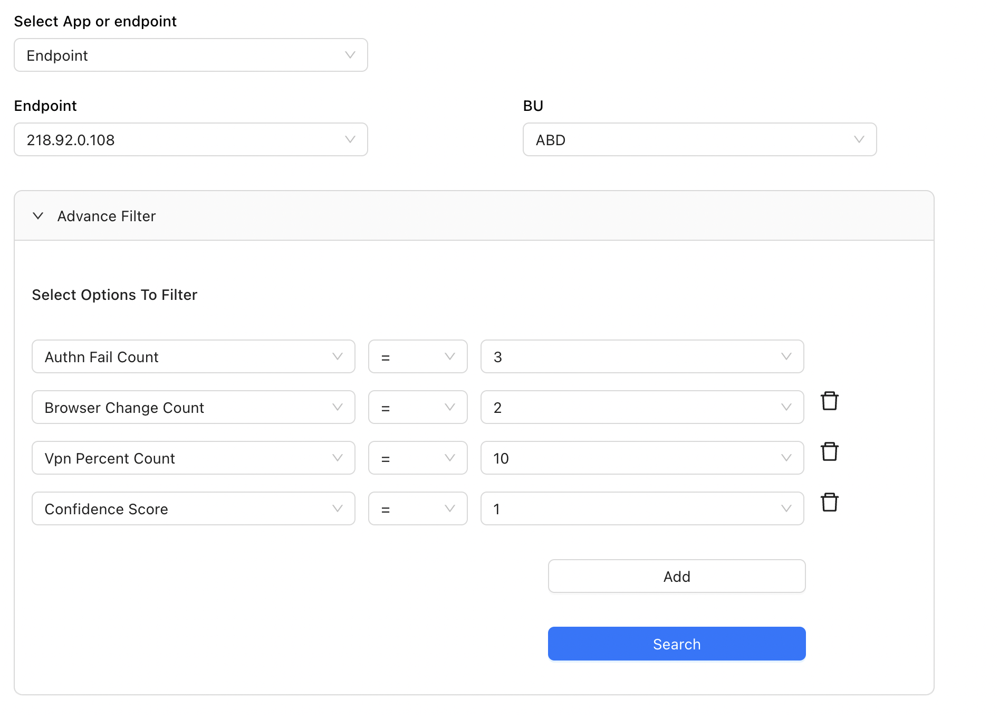 Select App or endpoint
Endpoint
Endpoint BU
218.92.0.108 ABD
Advance Filter
Select Options To Filter
Authn Fail Count = 3
Browser Change Count = 2
Vpn Percent Count = 10
Confidence Score = 1
Add
Search